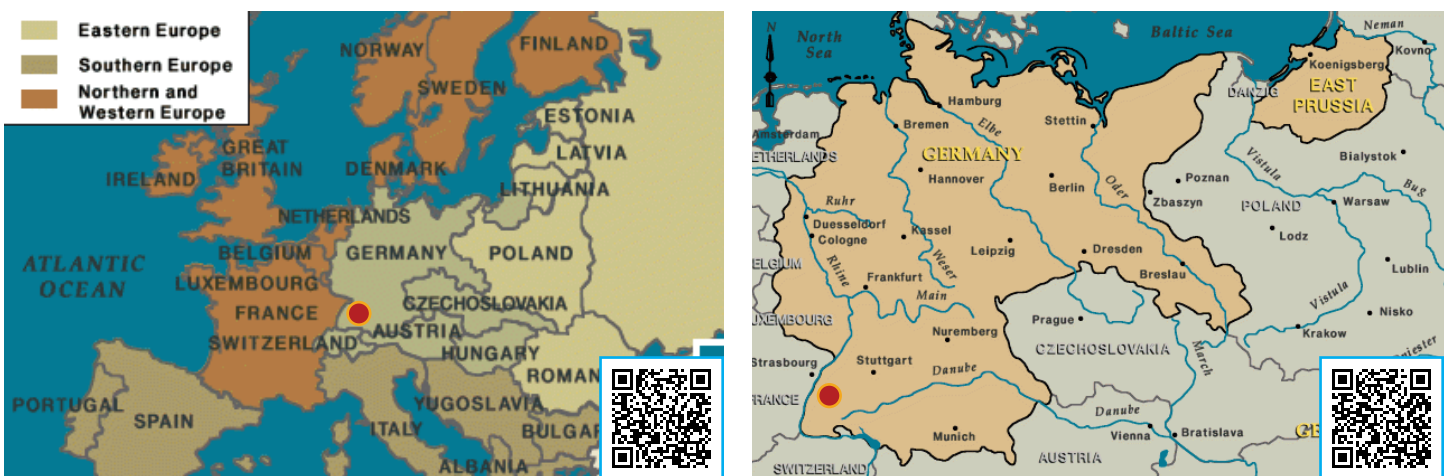 Eastern Europe
Southern Europe
Northern and
Western Europe
NORWAY
FINLAND
SWEDEN
ESTONIA
LATVIA
LITHUANIA
GREAT
BRITAIN
IRELAND
DENMARK
NETHERLANDS
BELGIUM
GERMANY
POLAND
ATLANTIC
OCEAN
LUXEMBOURG
CZECHOSLOVAKIA
FRANCE
AUSTRIA
SWITZERLAND
HUNGARY
ROMAN
PORTUGAL
SPAIN
YUGOSLAVIA
ITALY
BULGAR
ALBANIA
N
North
Sea
Baltic Sea
Neman
Kovno
Koenigsberg
EAST
PRUSSIA
DANZIG
Hamburg
Bremen
Elbe
Stettin
Amsterdam
ETHERLANDS
GERMANY
Hannover
Berlin
Oder
Vistula
Bialystok
Bug
Poznan
Zbaszyn
POLAND
Warsaw
Ruhr
Duesseldorf
Cologne
Kassel
Leipzig
Lodz
Dresden
Breslau
Lublin
ELGIUM
Rhine
Frankfurt
Weser
Main
Vistula
Nisko
UXEMBOURG
Prague
Nuremberg
Krakow
CZECHOSLOVAKIA
March
Dniester
Strasbourg
Stuttgart
Danube
FRANCE
Danube
Munich
Vienna
Bratislava
GE
SWITZERLAND
AUSTRIA